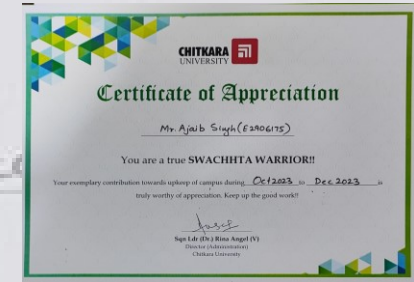 CHITKARA
UNIVERSITY
Certificate of Appreciation
Mr. Ajaib Singh (E2906175)
You are a true SWACHHTA WARRIOR!!
Your exemplary contribution towards upkeep of campus during Oct 2023 to Dec 2023 is
truly worthy of appreciation. Keep up the good work!!
Sqn Ldr (Dr.) Rina Angel (V)
Director (Administration)
Chitkara University